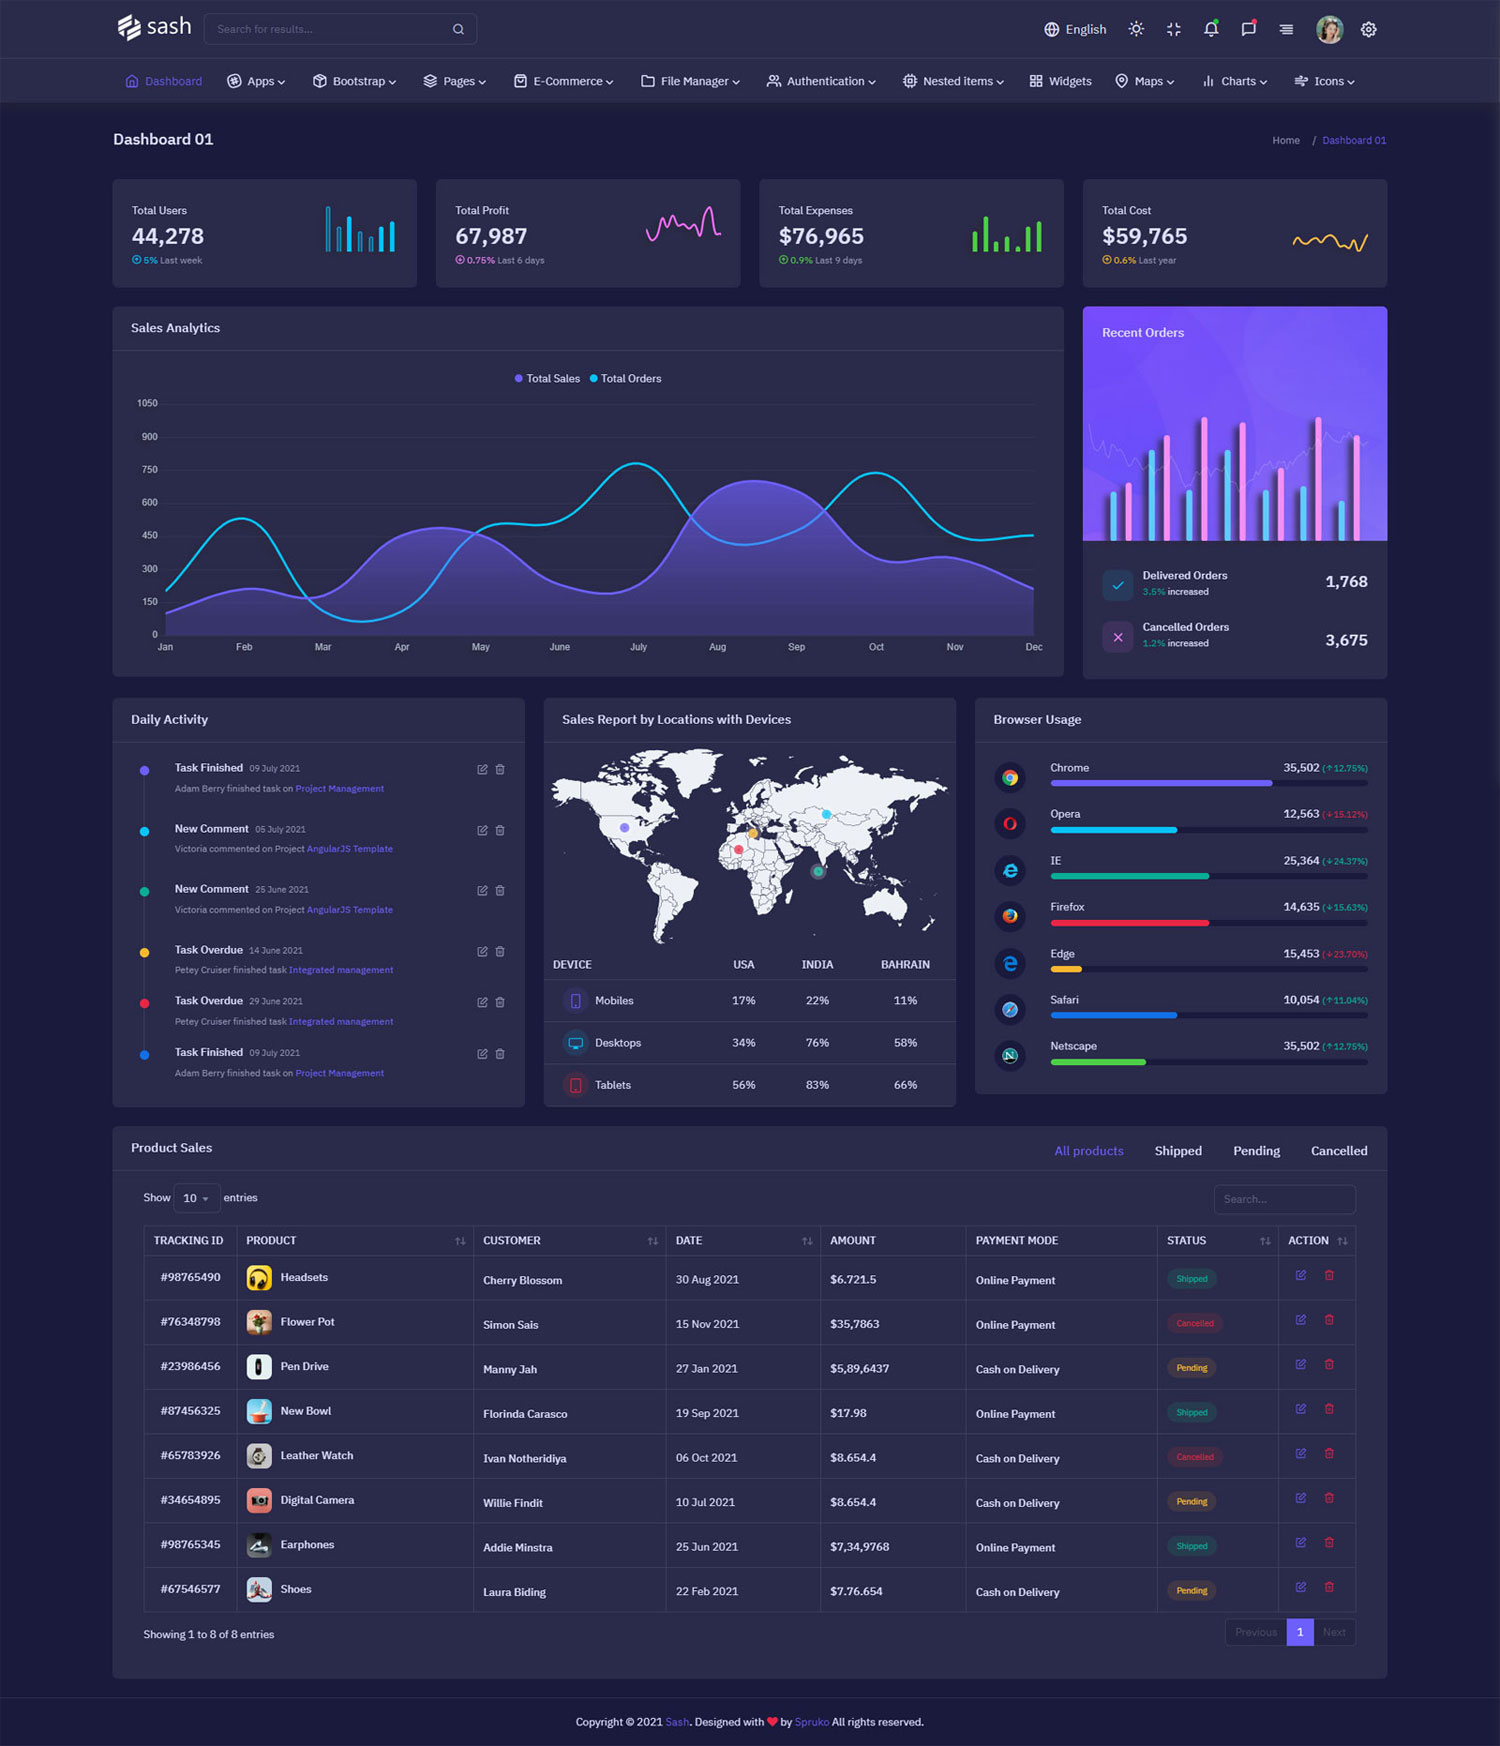 sash
Search for results...
English
Dashboard Apps Bootstrap Pages E-Commerce File Manager Authentication Nested items Widgets Maps Charts Icons
Dashboard 01
Home / Dashboard 01
Total Users
44,278
5% Last week
Total Profit
67,987
0.75% Last 6 days
Total Expenses
$76,965
0.9% Last 9 days
Total Cost
$59,765
0.6% Last year
Sales Analytics
Total Sales Total Orders
1050
900
750
600
450
300
150
0
Jan Feb Mar Apr May June July Aug Sep Oct Nov Dec
Recent Orders
Delivered Orders
3.5% increased
1,768
Cancelled Orders
1.2% increased
3,675
Daily Activity
Task Finished 09 July 2021
Adam Berry finished task on Project Management
New Comment 05 July 2021
Victoria commented on Project AngularJS Template
New Comment 25 June 2021
Victoria commented on Project AngularJS Template
Task Overdue 14 June 2021
Petey Cruiser finished task Integrated management
Task Overdue 29 June 2021
Petey Cruiser finished task Integrated management
Task Finished 09 July 2021
Adam Berry finished task on Project Management
Sales Report by Locations with Devices
DEVICE USA INDIA BAHRAIN
Mobiles 17% 22% 11%
Desktops 34% 76% 58%
Tablets 56% 83% 66%
Browser Usage
Chrome 35,502 (↑12.75%)
Opera 12,563 (↓15.12%)
IE 25,364 (↓24.37%)
Firefox 14,635 (↓15.63%)
Edge 15,453 (↓23.70%)
Safari 10,054 (↑11.04%)
Netscape 35,502 (↑12.75%)
Product Sales
All products Shipped Pending Cancelled
Show 10 entries
Search...
TRACKING ID PRODUCT CUSTOMER DATE AMOUNT PAYMENT MODE STATUS ACTION
#98765490 Headsets Cherry Blossom 30 Aug 2021 $6.721.5 Online Payment Shipped
#76348798 Flower Pot Simon Sais 15 Nov 2021 $35,7863 Online Payment Cancelled
#23986456 Pen Drive Manny Jah 27 Jan 2021 $5,89,6437 Cash on Delivery Pending
#87456325 New Bowl Florinda Carasco 19 Sep 2021 $17.98 Online Payment Shipped
#65783926 Leather Watch Ivan Notheridiya 06 Oct 2021 $8.654.4 Cash on Delivery Cancelled
#34654895 Digital Camera Willie Findit 10 Jul 2021 $8.654.4 Cash on Delivery Pending
#98765345 Earphones Addie Minstra 25 Jun 2021 $7,34,9768 Online Payment Shipped
#67546577 Shoes Laura Biding 22 Feb 2021 $7.76.654 Cash on Delivery Pending
Showing 1 to 8 of 8 entries
Previous 1 Next
Copyright © 2021 Sash. Designed with ❤ by Spruko All rights reserved.